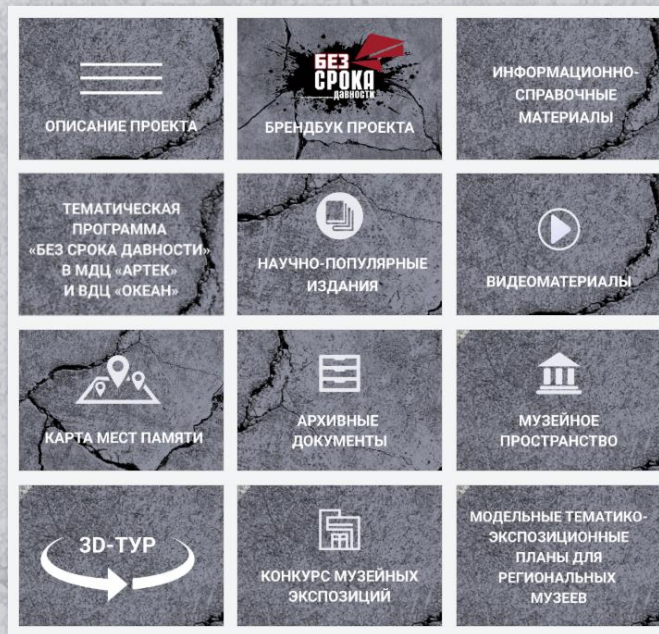 ОПИСАНИЕ ПРОЕКТА
БЕЗ
СРОКА
ДАВНОСТИ
БРЕНДБУК ПРОЕКТА
ИНФОРМАЦИОННО-
СПРАВОЧНЫЕ
МАТЕРИАЛЫ
ТЕМАТИЧЕСКАЯ
ПРОГРАММА
«БЕЗ СРОКА ДАВНОСТИ»
В МДЦ «АРТЕК»
И ВДЦ «ОКЕАН»
НАУЧНО-ПОПУЛЯРНЫЕ
ИЗДАНИЯ
ВИДЕОМАТЕРИАЛЫ
КАРТА МЕСТ ПАМЯТИ
АРХИВНЫЕ
ДОКУМЕНТЫ
МУЗЕЙНОЕ
ПРОСТРАНСТВО
3D-ТУР
КОНКУРС МУЗЕЙНЫХ
ЭКСПОЗИЦИЙ
МОДЕЛЬНЫЕ ТЕМАТИКО-
ЭКСПОЗИЦИОННЫЕ
ПЛАНЫ ДЛЯ
РЕГИОНАЛЬНЫХ
МУЗЕЕВ